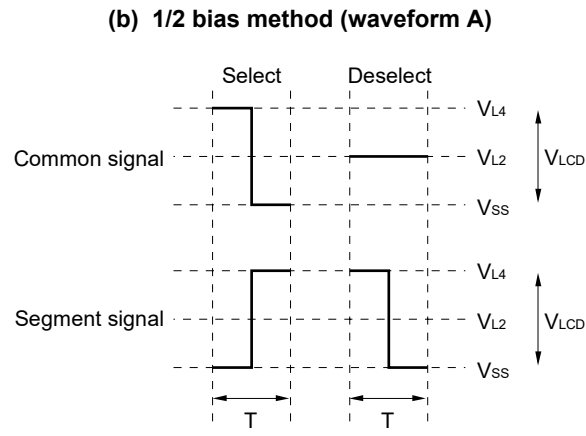 (b) 1/2 bias method (waveform A)
Select Deselect
VL4
Common signal VL2 VLCD
VSS
VL4
Segment signal VL2 VLCD
VSS
T T